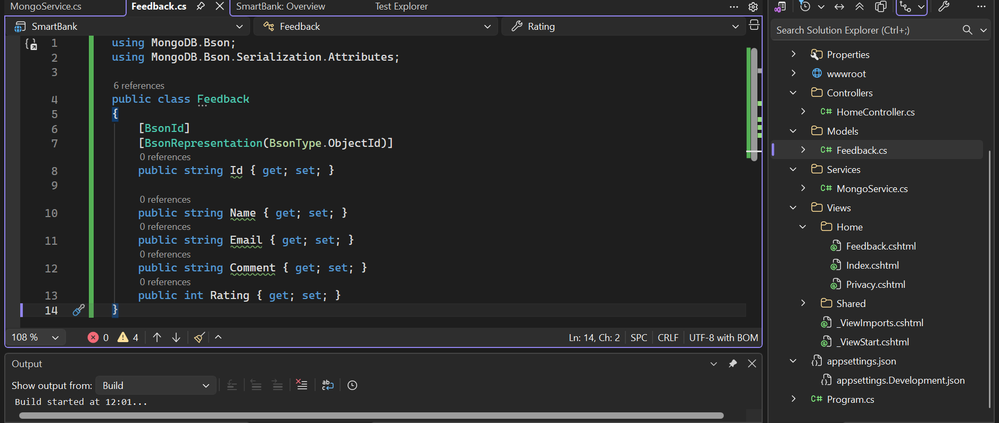 MongoService.cs
Feedback.cs
SmartBank: Overview
Test Explorer
SmartBank
Feedback
Rating
1 using MongoDB.Bson;
2 using MongoDB.Bson.Serialization.Attributes;
3
6 references
4 public class Feedback
5 {
6 [BsonId]
7 [BsonRepresentation(BsonType.ObjectId)]
0 references
8 public string Id { get; set; }
9
0 references
10 public string Name { get; set; }
0 references
11 public string Email { get; set; }
0 references
12 public string Comment { get; set; }
0 references
13 public int Rating { get; set; }
14 }
108 %
0
4
Ln: 14, Ch: 2
SPC
CRLF
UTF-8 with BOM
Output
Show output from: Build
Build started at 12:01...
Search Solution Explorer (Ctrl+;)
Properties
wwwroot
Controllers
C# HomeController.cs
Models
C# Feedback.cs
Services
C# MongoService.cs
Views
Home
Feedback.cshtml
Index.cshtml
Privacy.cshtml
Shared
_ViewImports.cshtml
_ViewStart.cshtml
appsettings.json
appsettings.Development.json
C# Program.cs